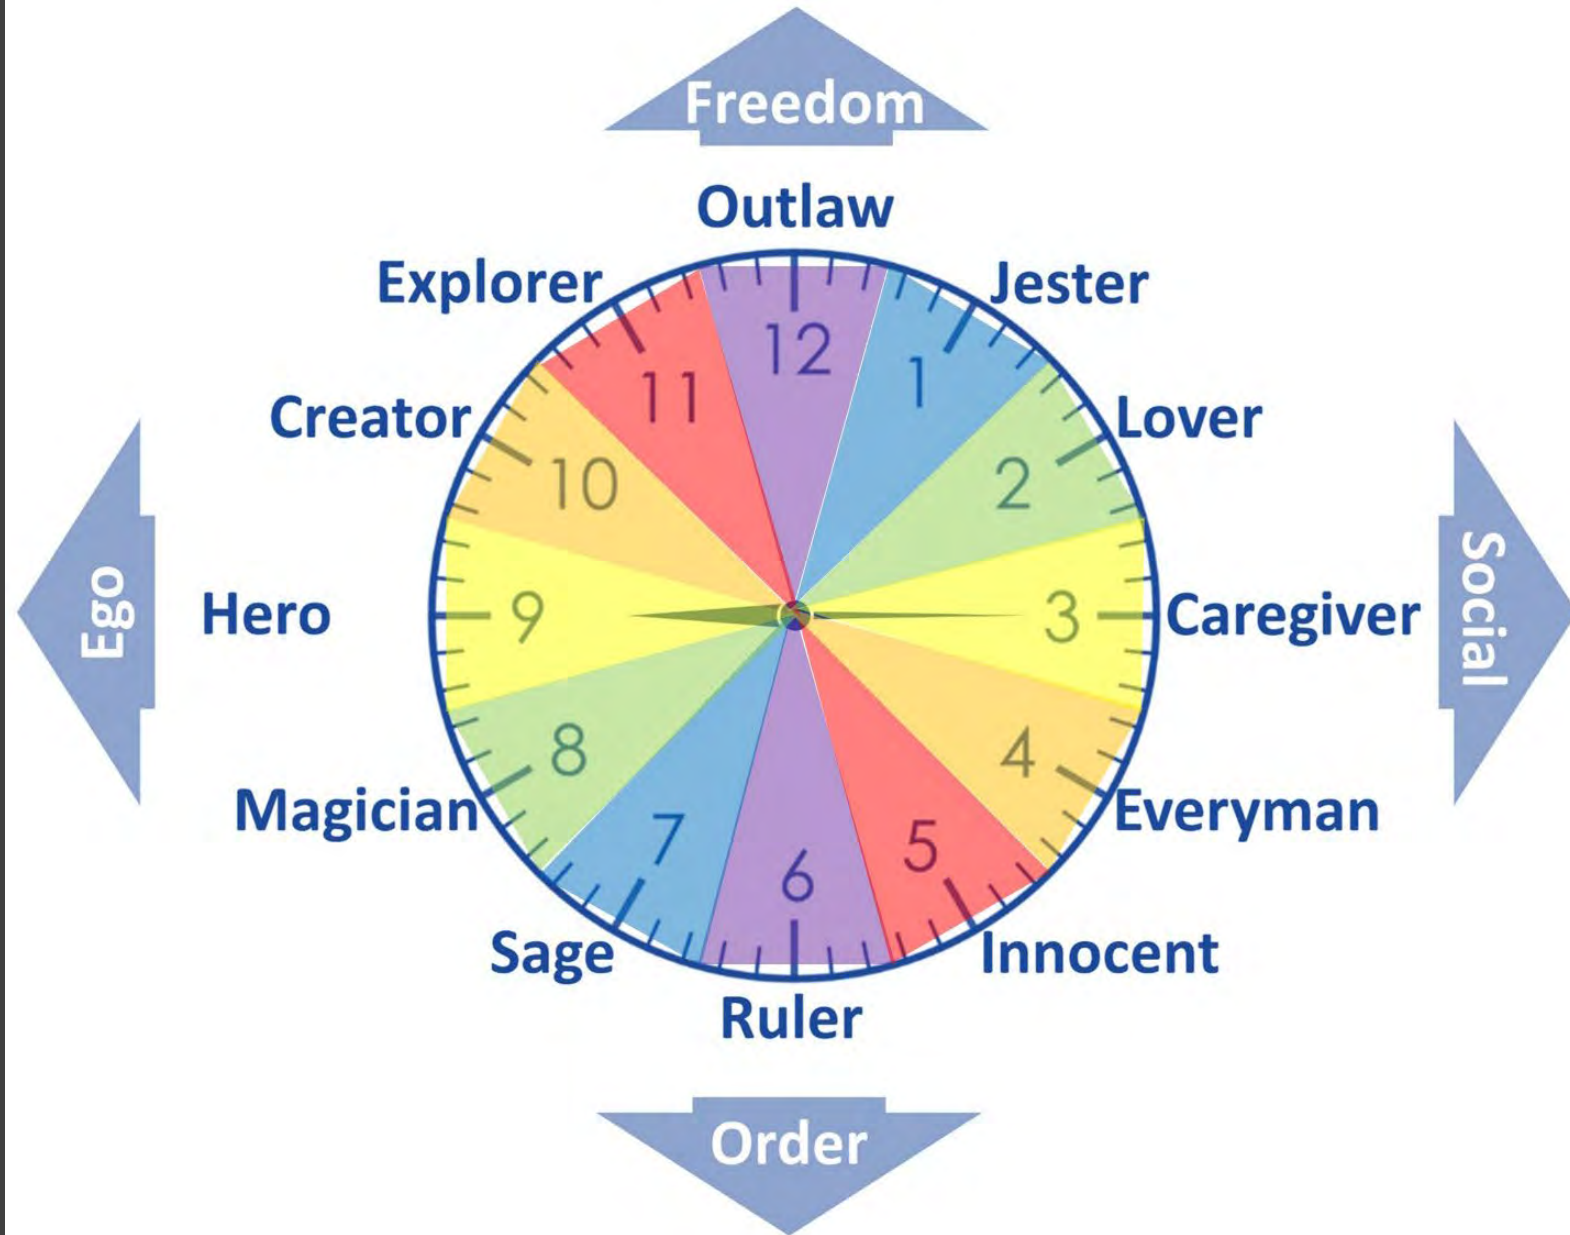 Freedom
Outlaw
Explorer
Jester
12
11
1
Creator
Lover
10
2
Ego
Hero
9
3
Caregiver
Social
8
4
Magician
Everyman
7
5
6
Sage
Innocent
Ruler
Order